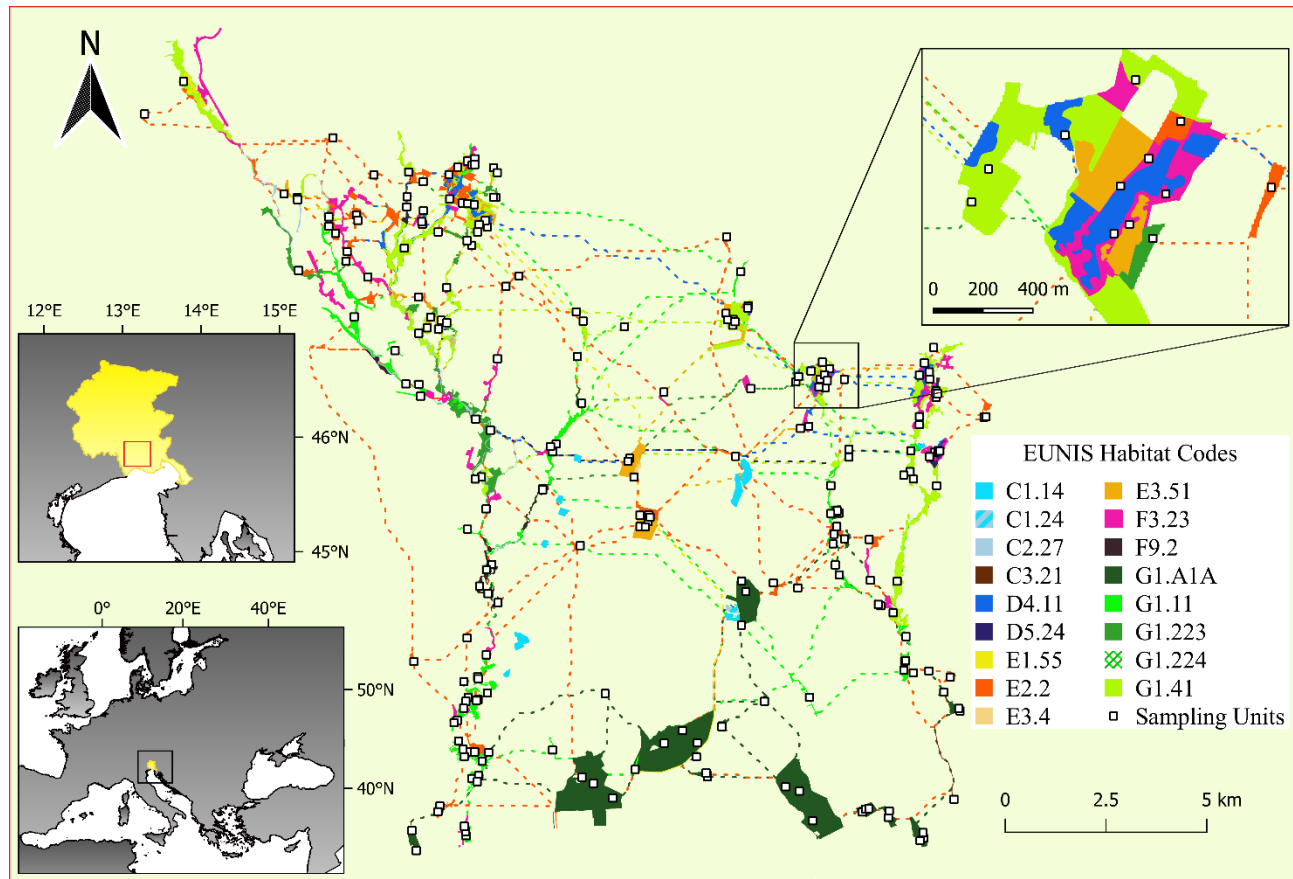 N
0 200 400 m
12°E 13°E 15°E
46°N
45°N
0° 20°E 40°E
50°N
40°N
EUNIS Habitat Codes
C1.14
C1.24
C2.27
C3.21
D4.11
D5.24
E1.55
E2.2
E3.4
E3.51
F3.23
F9.2
G1.A1A
G1.11
G1.223
G1.224
G1.41
Sampling Units
0 2.5 5 km